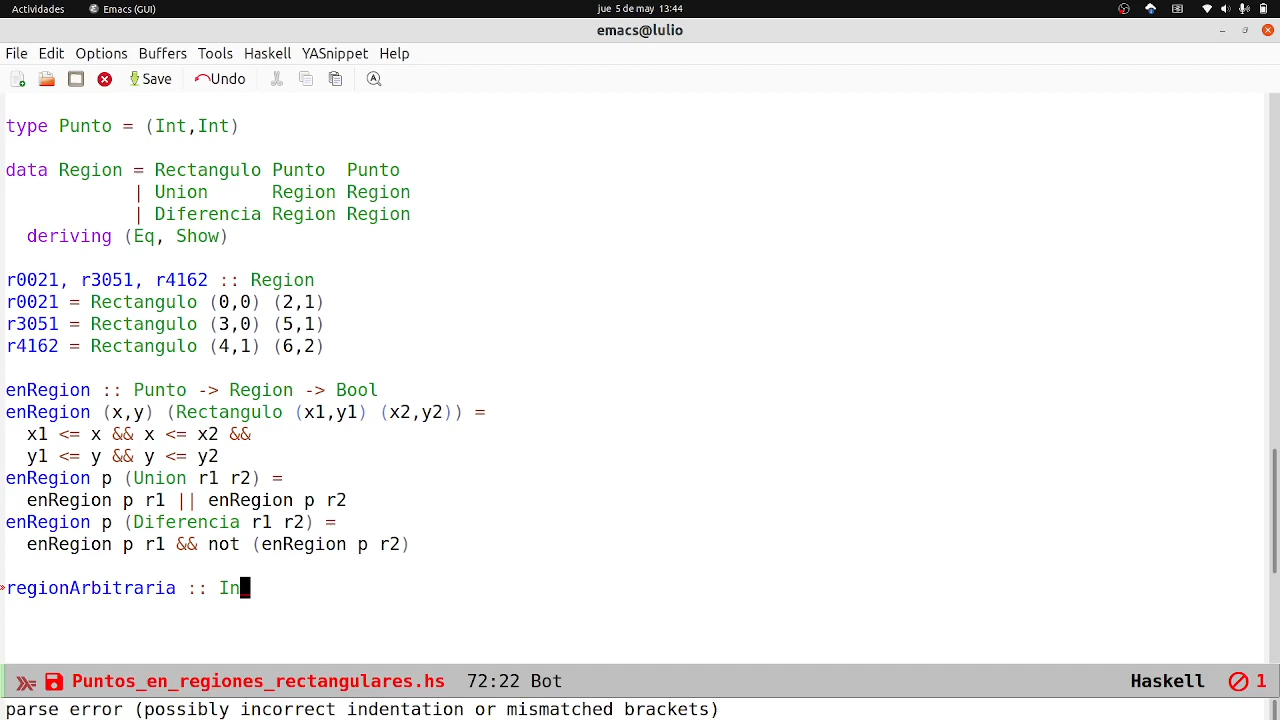 Actividades Emacs (GUI) jue 5 de may 13:44
emacs@lulio
File Edit Options Buffers Tools Haskell YASnippet Help
Save Undo
type Punto = (Int,Int)
data Region = Rectangulo Punto  Punto
            | Union      Region Region
            | Diferencia Region Region
  deriving (Eq, Show)
r0021, r3051, r4162 :: Region
r0021 = Rectangulo (0,0) (2,1)
r3051 = Rectangulo (3,0) (5,1)
r4162 = Rectangulo (4,1) (6,2)
enRegion :: Punto -> Region -> Bool
enRegion (x,y) (Rectangulo (x1,y1) (x2,y2)) =
  x1 <= x && x <= x2 &&
  y1 <= y && y <= y2
enRegion p (Union r1 r2) =
  enRegion p r1 || enRegion p r2
enRegion p (Diferencia r1 r2) =
  enRegion p r1 && not (enRegion p r2)
regionArbitraria :: In
Puntos_en_regiones_rectangulares.hs 72:22 Bot Haskell 1
parse error (possibly incorrect indentation or mismatched brackets)